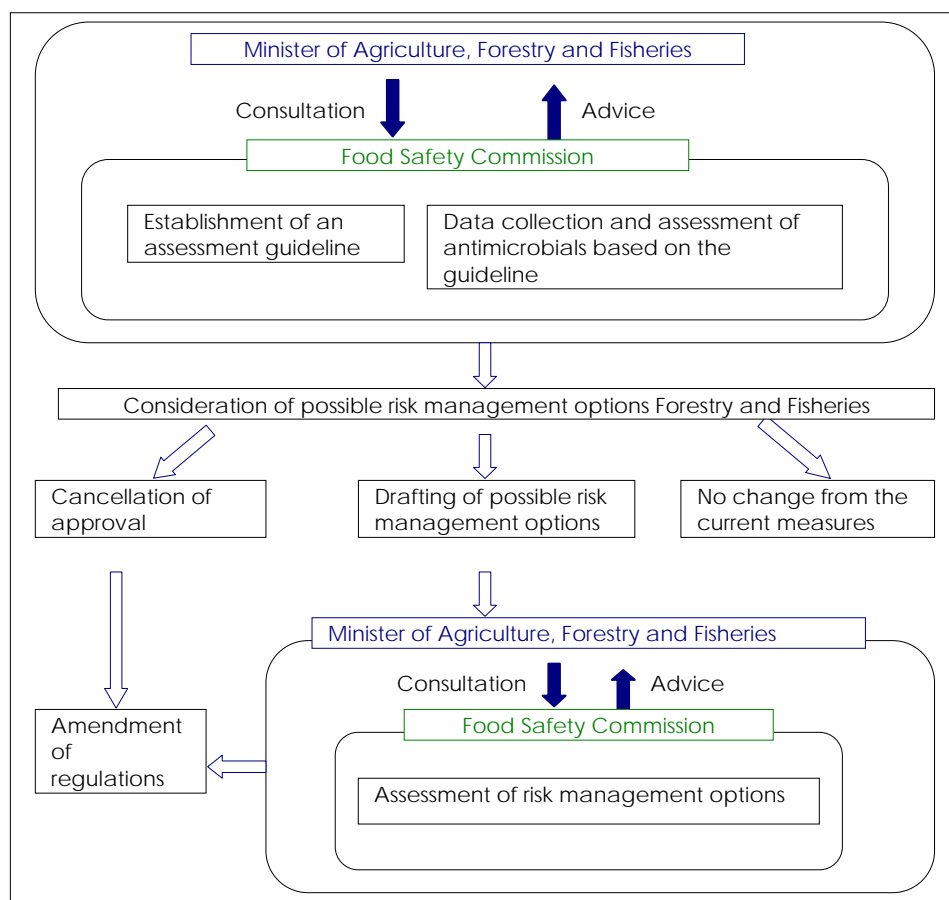 Minister of Agriculture, Forestry and Fisheries
Consultation
Advice
Food Safety Commission
Establishment of an
assessment guideline
Data collection and assessment of
antimicrobials based on the
guideline
Consideration of possible risk management options Forestry and Fisheries
Cancellation of
approval
Drafting of possible risk
management options
No change from the
current measures
Minister of Agriculture, Forestry and Fisheries
Consultation
Advice
Food Safety Commission
Amendment
of
regulations
Assessment of risk management options